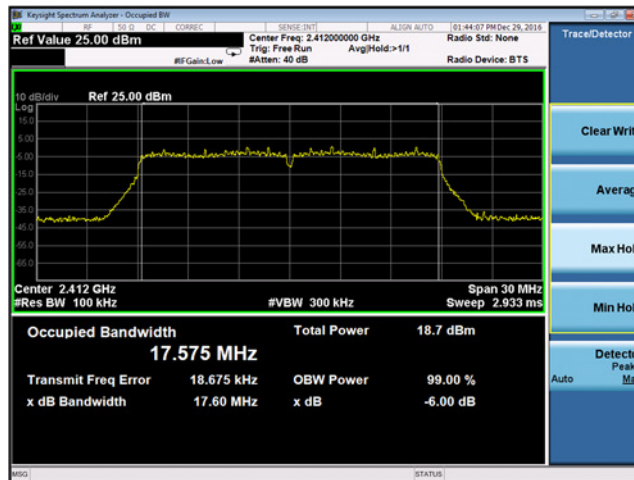 Keysight Spectrum Analyzer - Occupied BW
RF 50 Ω DC CORREC SENSE:INT ALIGN AUTO 01:44:07 PM Dec 29, 2016
Ref Value 25.00 dBm
Center Freq: 2.412000000 GHz
Radio Std: None
Trig: Free Run Avg|Hold:>1/1
#IFGain:Low #Atten: 40 dB Radio Device: BTS
Trace/Detector
10 dB/div Ref 25.00 dBm
Log
15.0
5.00
-5.00
-15.0
-25.0
-35.0
-45.0
-55.0
-65.0
Clear Writ
Averag
Max Hol
Min Hol
Detecto
Peak
Auto Ma
Center 2.412 GHz Span 30 MHz
#Res BW 100 kHz #VBW 300 kHz Sweep 2.933 ms
Occupied Bandwidth Total Power 18.7 dBm
17.575 MHz
Transmit Freq Error 18.675 kHz OBW Power 99.00 %
x dB Bandwidth 17.60 MHz x dB -6.00 dB
MSG STATUS